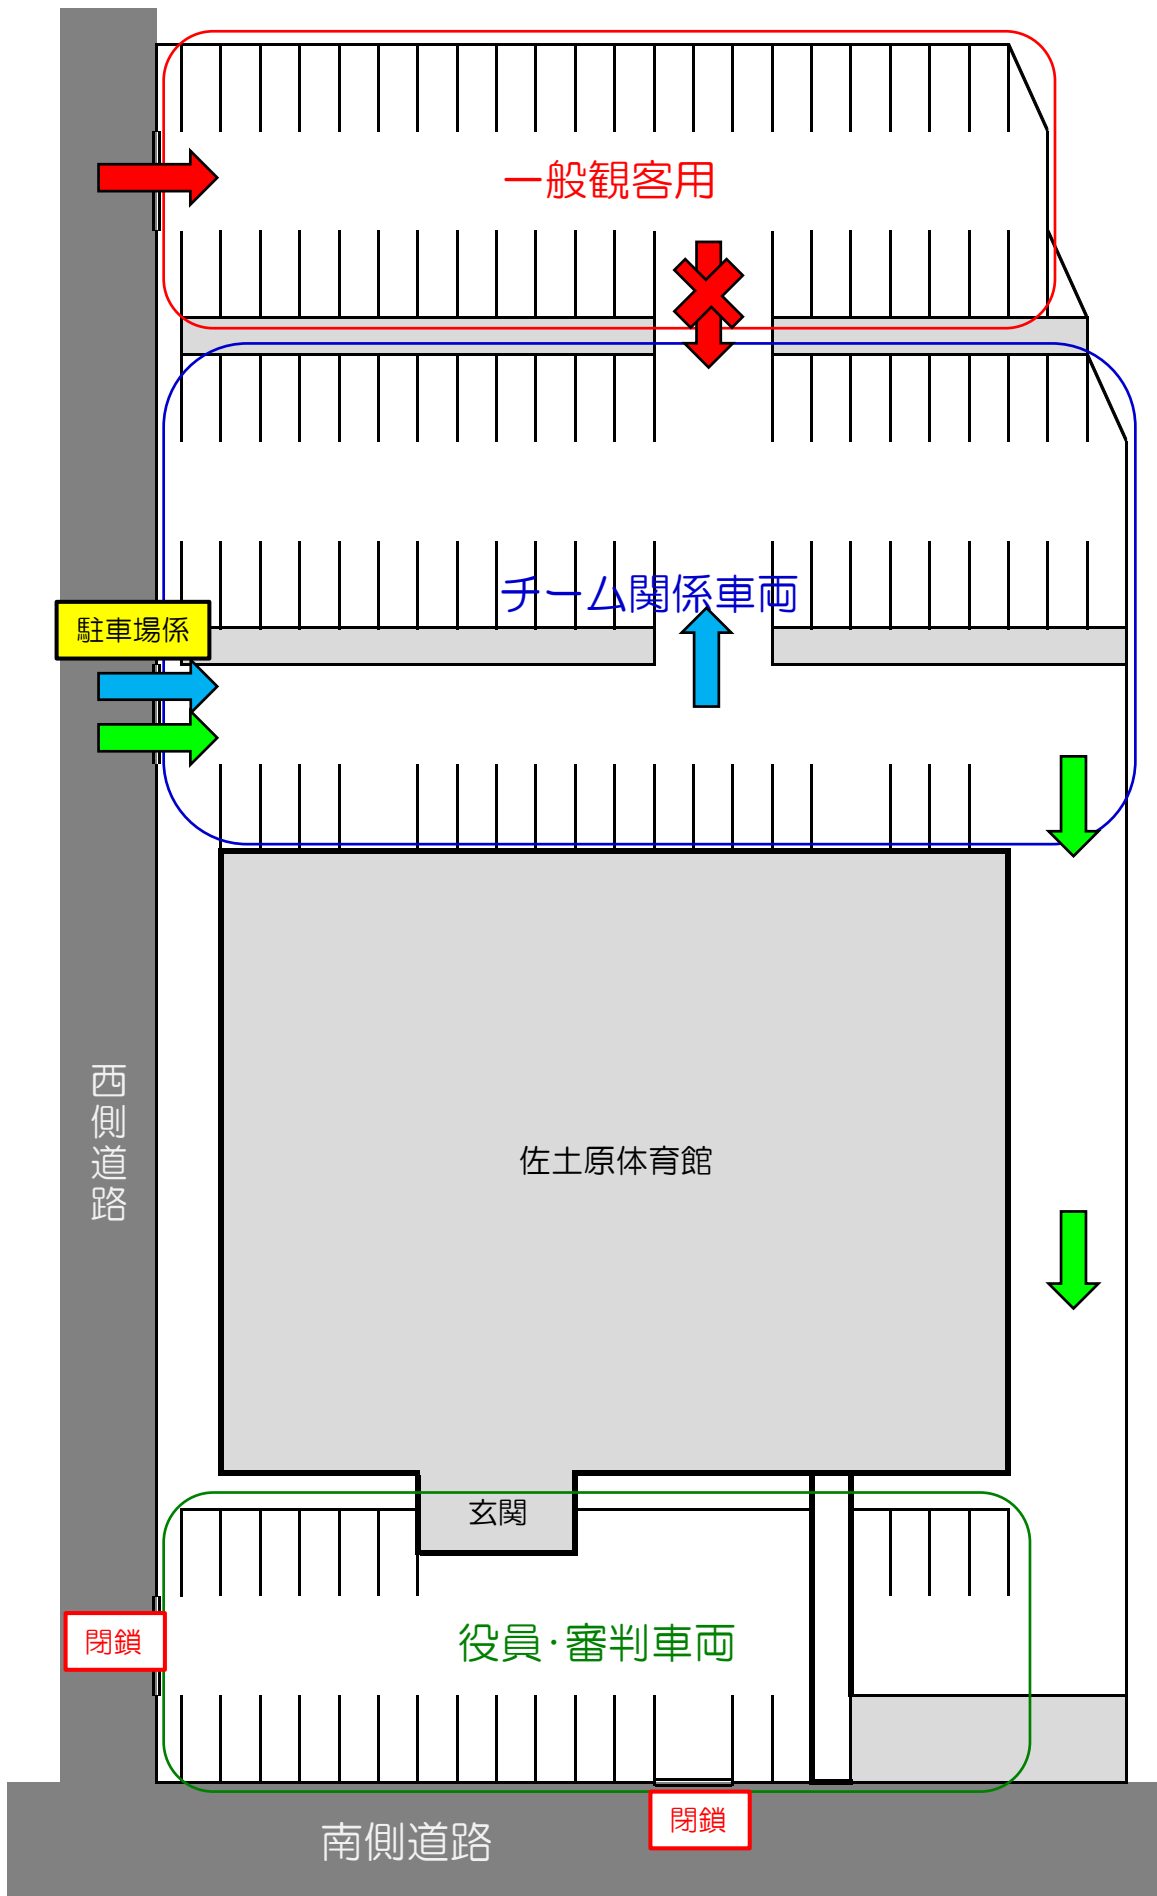 一般観客用
チーム関係車両
駐車場係
西側道路
佐土原体育館
玄関
閉鎖
役員・審判車両
閉鎖
南側道路